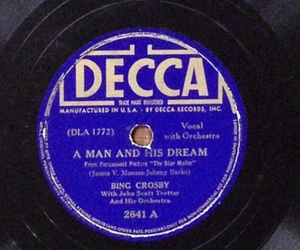 DECCA
TRADE MARK REGISTERED
MANUFACTURED IN U.S.A. BY DECCA RECORDS, INC.
(DLA 1772)
Vocal
with Orchestra
A MAN AND HIS DREAM
From Paramount Picture "The Star Maker"
(James V. Monaco-Johnny Burke)
BING CROSBY
With John Scott Trotter
And His Orchestra
2641 A